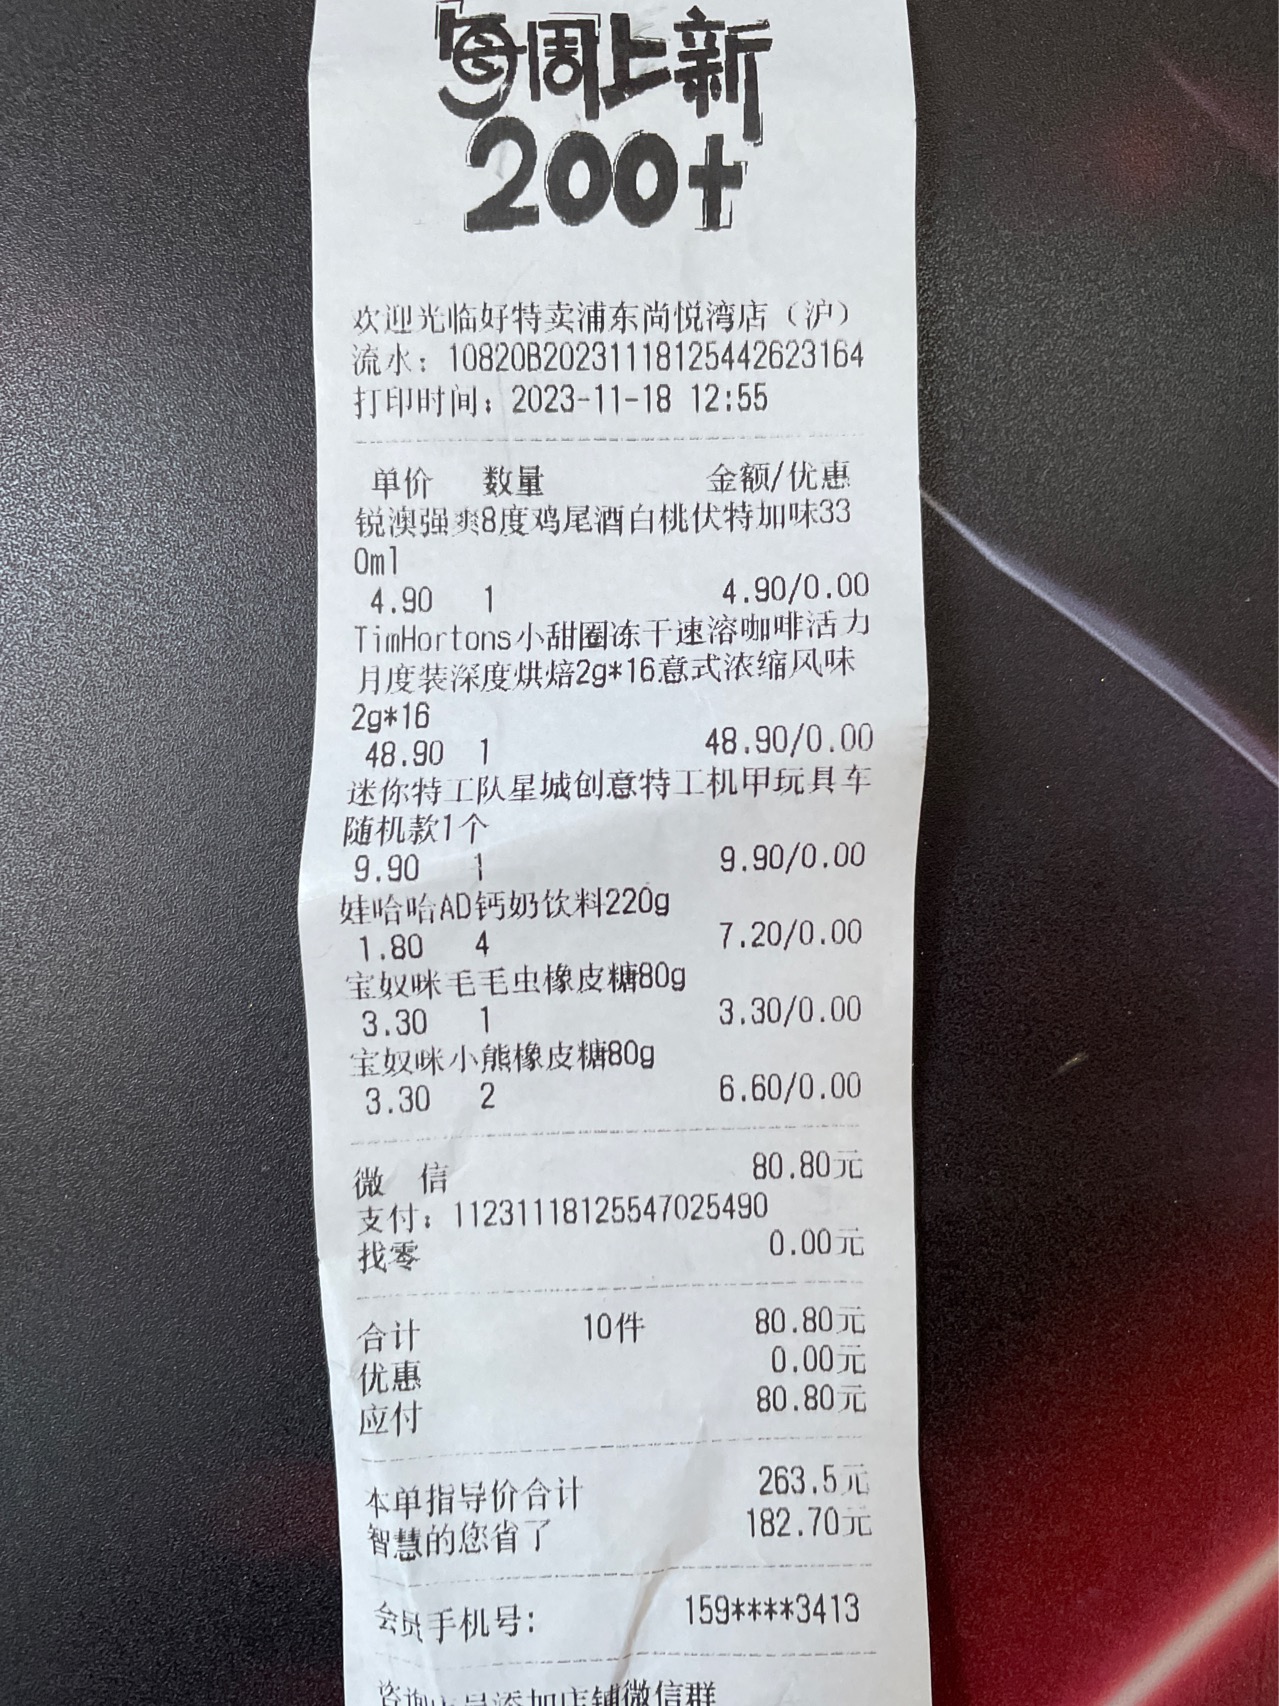 每周上新
200+
欢迎光临好特卖浦东尚悦湾店（沪）
流水：10820B20231118125442623164
打印时间：2023-11-18 12:55
单价 数量 金额/优惠
锐澳强爽8度鸡尾酒白桃伏特加味33
0ml
4.90 1 4.90/0.00
TimHortons小甜圈冻干速溶咖啡活力
月度装深度烘焙2g*16意式浓缩风味
2g*16
48.90 1 48.90/0.00
迷你特工队星城创意特工机甲玩具车
随机款1个
9.90 1 9.90/0.00
娃哈哈AD钙奶饮料220g
1.80 4 7.20/0.00
宝奴咪毛毛虫橡皮糖80g
3.30 1 3.30/0.00
宝奴咪小熊橡皮糖80g
3.30 2 6.60/0.00
微 信 80.80元
支付：11231118125547025490
找零 0.00元
合计 10件 80.80元
优惠 0.00元
应付 80.80元
本单指导价合计 263.5元
智慧的您省了 182.70元
会员手机号： 159****3413
添加店铺微信群